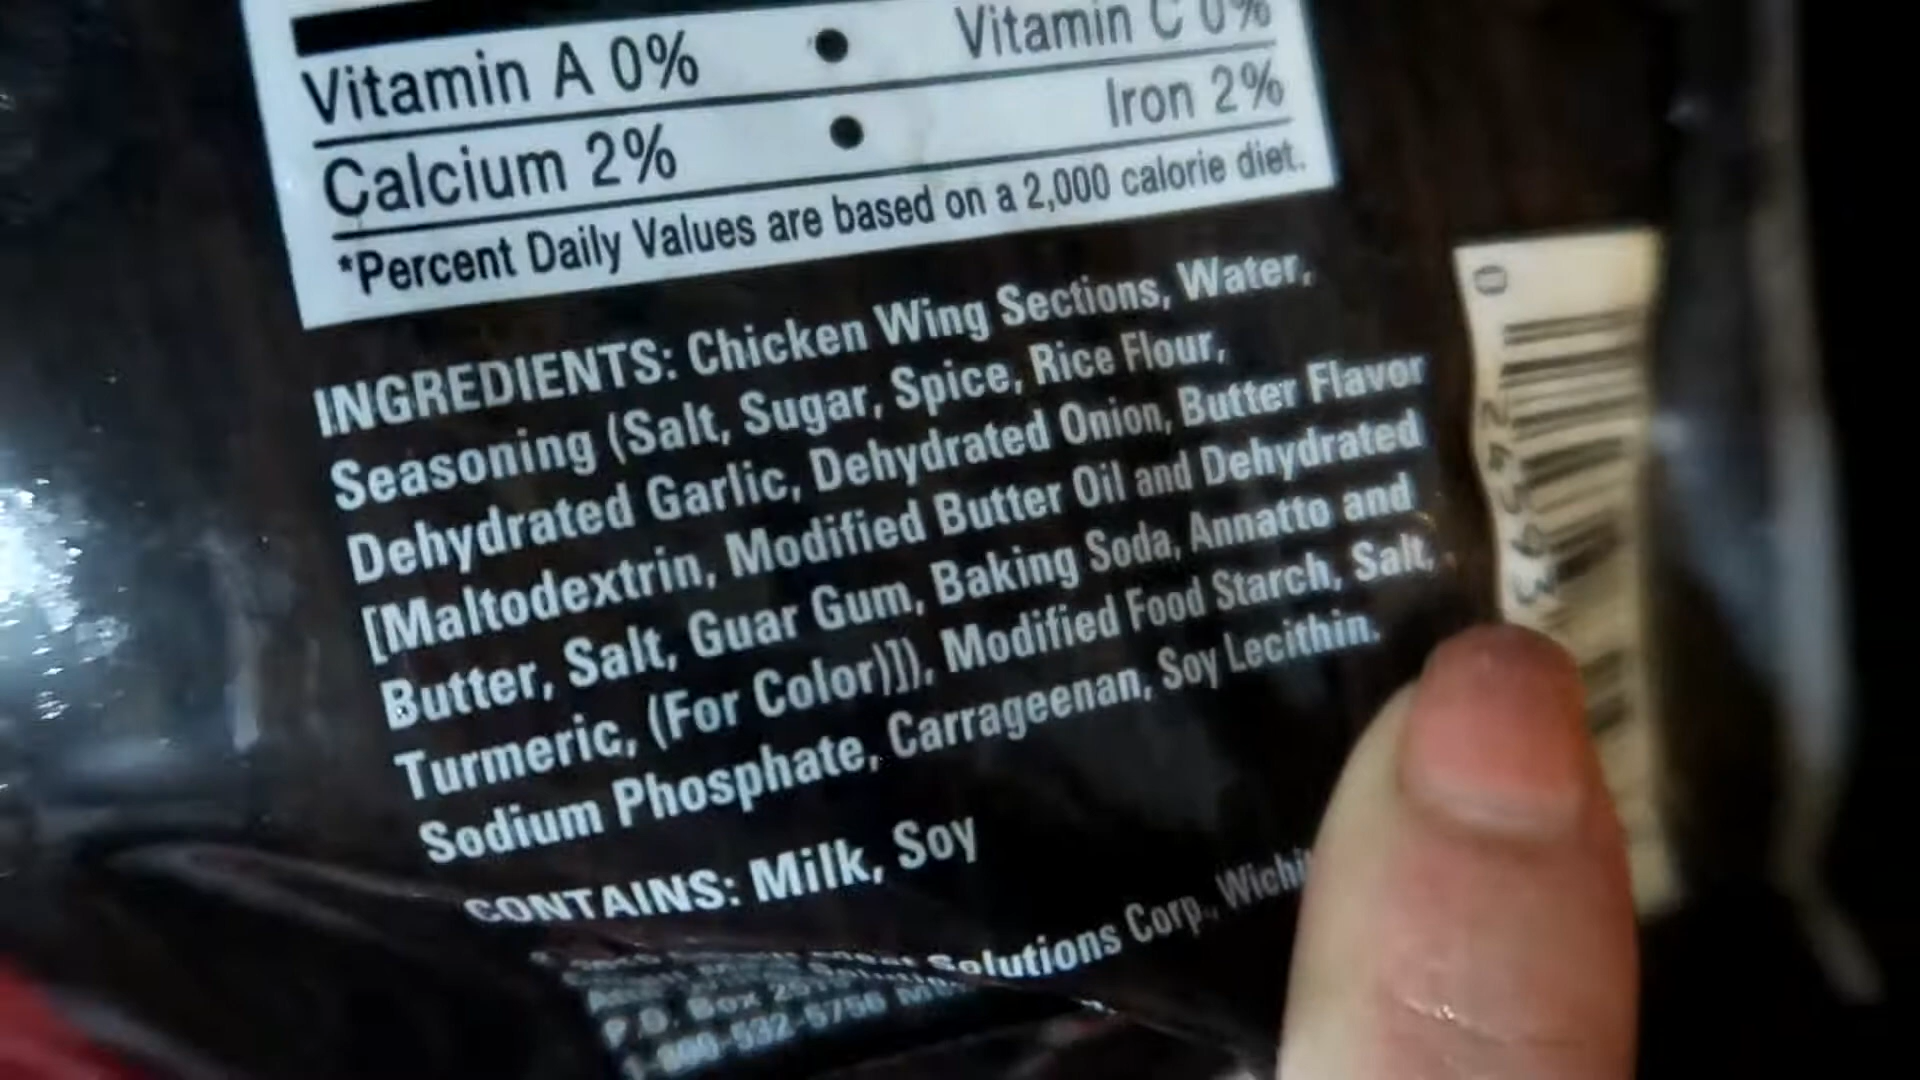 Vitamin A 0% • Vitamin C 0%
Calcium 2% • Iron 2%
*Percent Daily Values are based on a 2,000 calorie diet.
INGREDIENTS: Chicken Wing Sections, Water,
Seasoning (Salt, Sugar, Spice, Rice Flour,
Dehydrated Garlic, Dehydrated Onion, Butter Flavor
[Maltodextrin, Modified Butter Oil and Dehydrated
Butter, Salt, Guar Gum, Baking Soda, Annatto and
Turmeric, (For Color)]), Modified Food Starch, Salt,
Sodium Phosphate, Carrageenan, Soy Lecithin.
CONTAINS: Milk, Soy
Solutions Corp.,
P.O. Box
1-800-532-5756
0